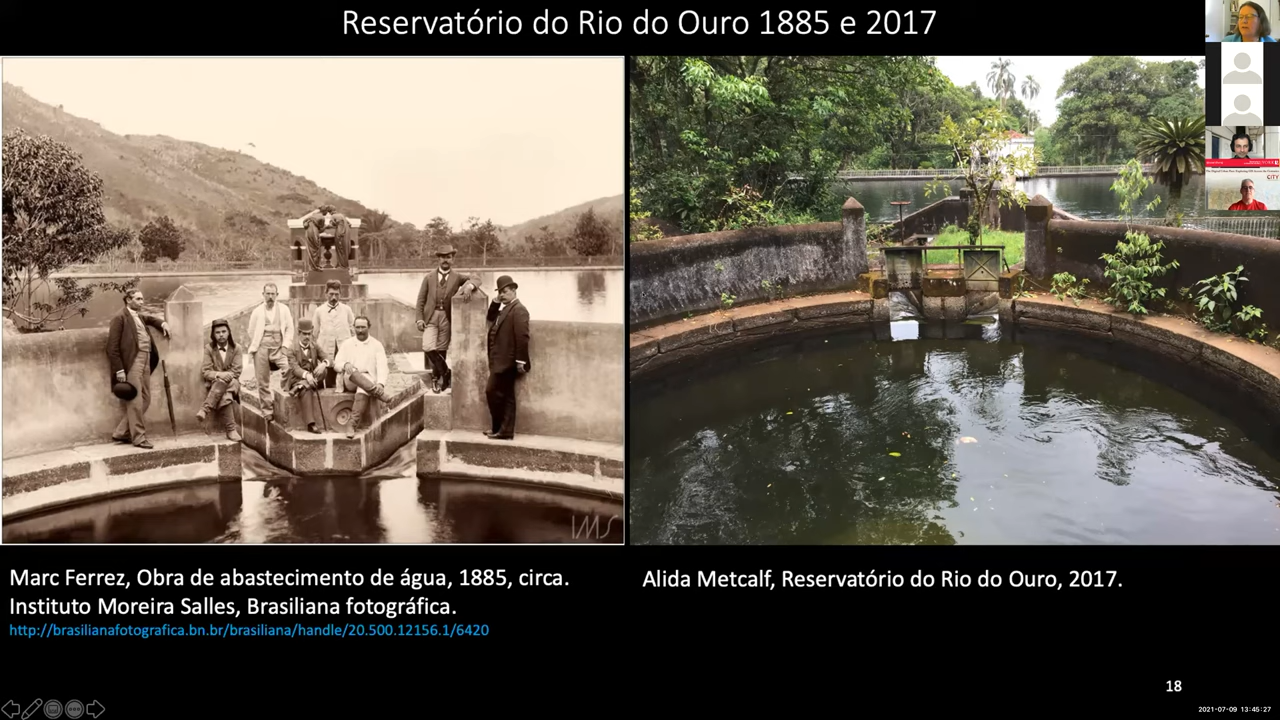 Reservatório do Rio do Ouro 1885 e 2017
IMS
CITY
Marc Ferrez, Obra de abastecimento de água, 1885, circa.
Instituto Moreira Salles, Brasiliana fotográfica.
http://brasilianafotografica.bn.br/brasiliana/handle/20.500.12156.1/6420
Alida Metcalf, Reservatório do Rio do Ouro, 2017.
18
2021-07-09 13:45:27